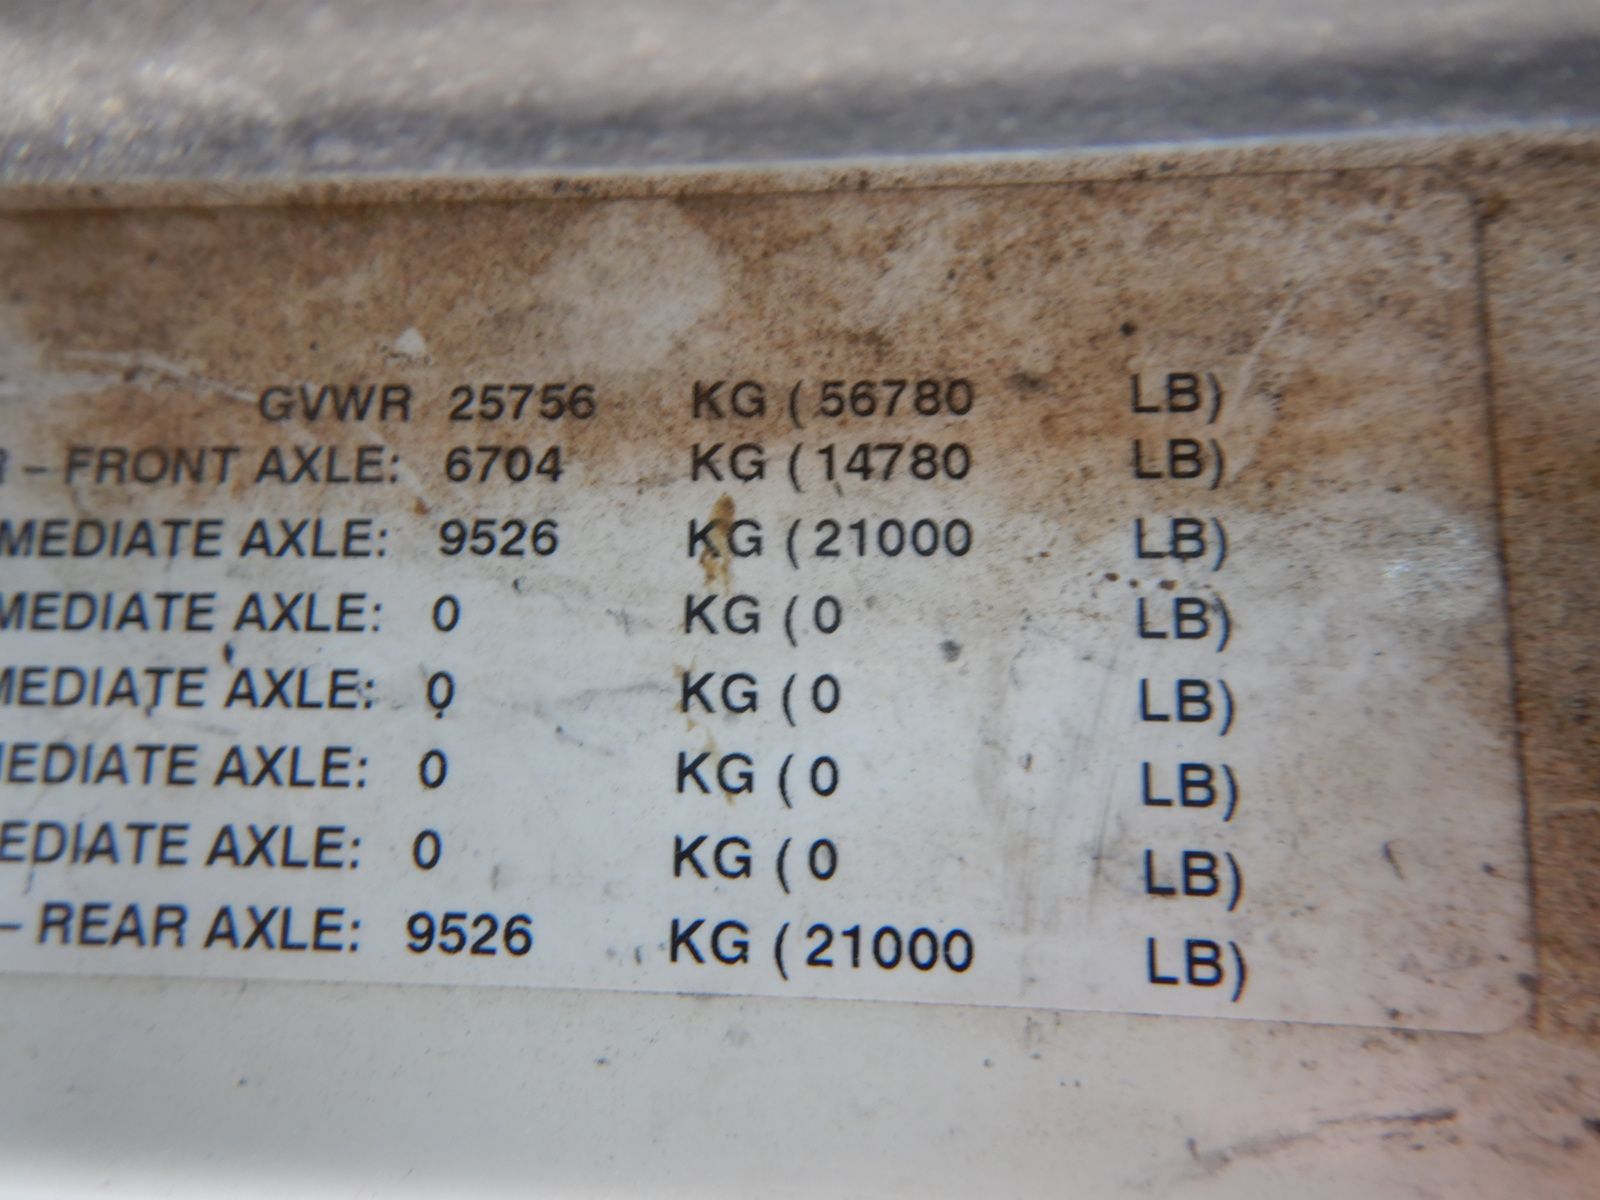 GVWR 25756 KG ( 56780 LB)
R – FRONT AXLE: 6704 KG ( 14780 LB)
MEDIATE AXLE: 9526 KG ( 21000 LB)
MEDIATE AXLE: 0 KG ( 0 LB)
MEDIATE AXLE: 0 KG ( 0 LB)
MEDIATE AXLE: 0 KG ( 0 LB)
EDIATE AXLE: 0 KG ( 0 LB)
– REAR AXLE: 9526 KG ( 21000 LB)